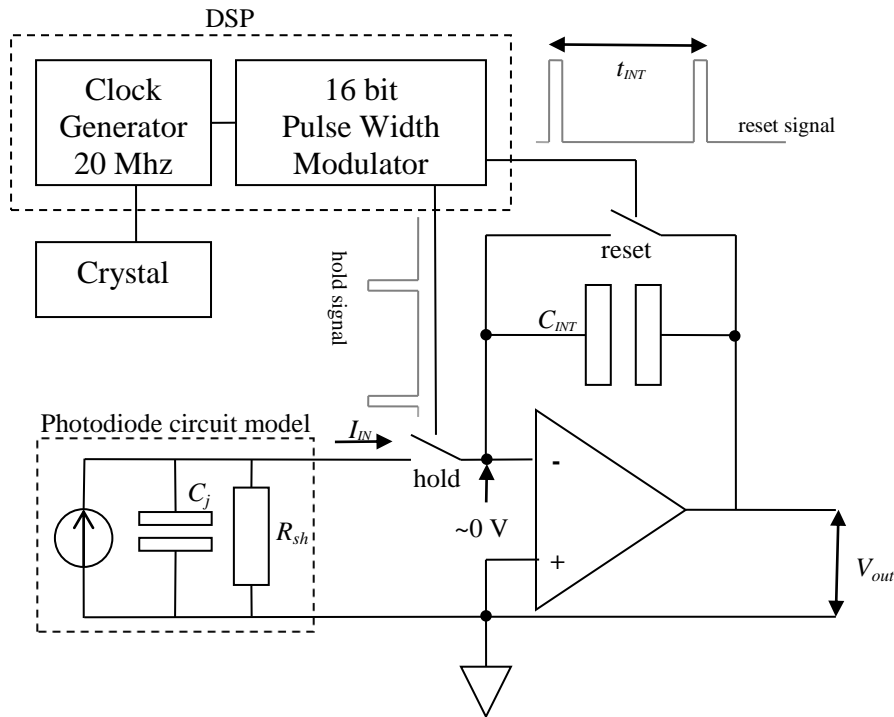 DSP
Clock
Generator
20 Mhz
16 bit
Pulse Width
Modulator
t_INT
reset signal
Crystal
hold signal
reset
C_INT
Photodiode circuit model
I_IN
hold
-
C_j
R_sh
~0 V
+
V_out